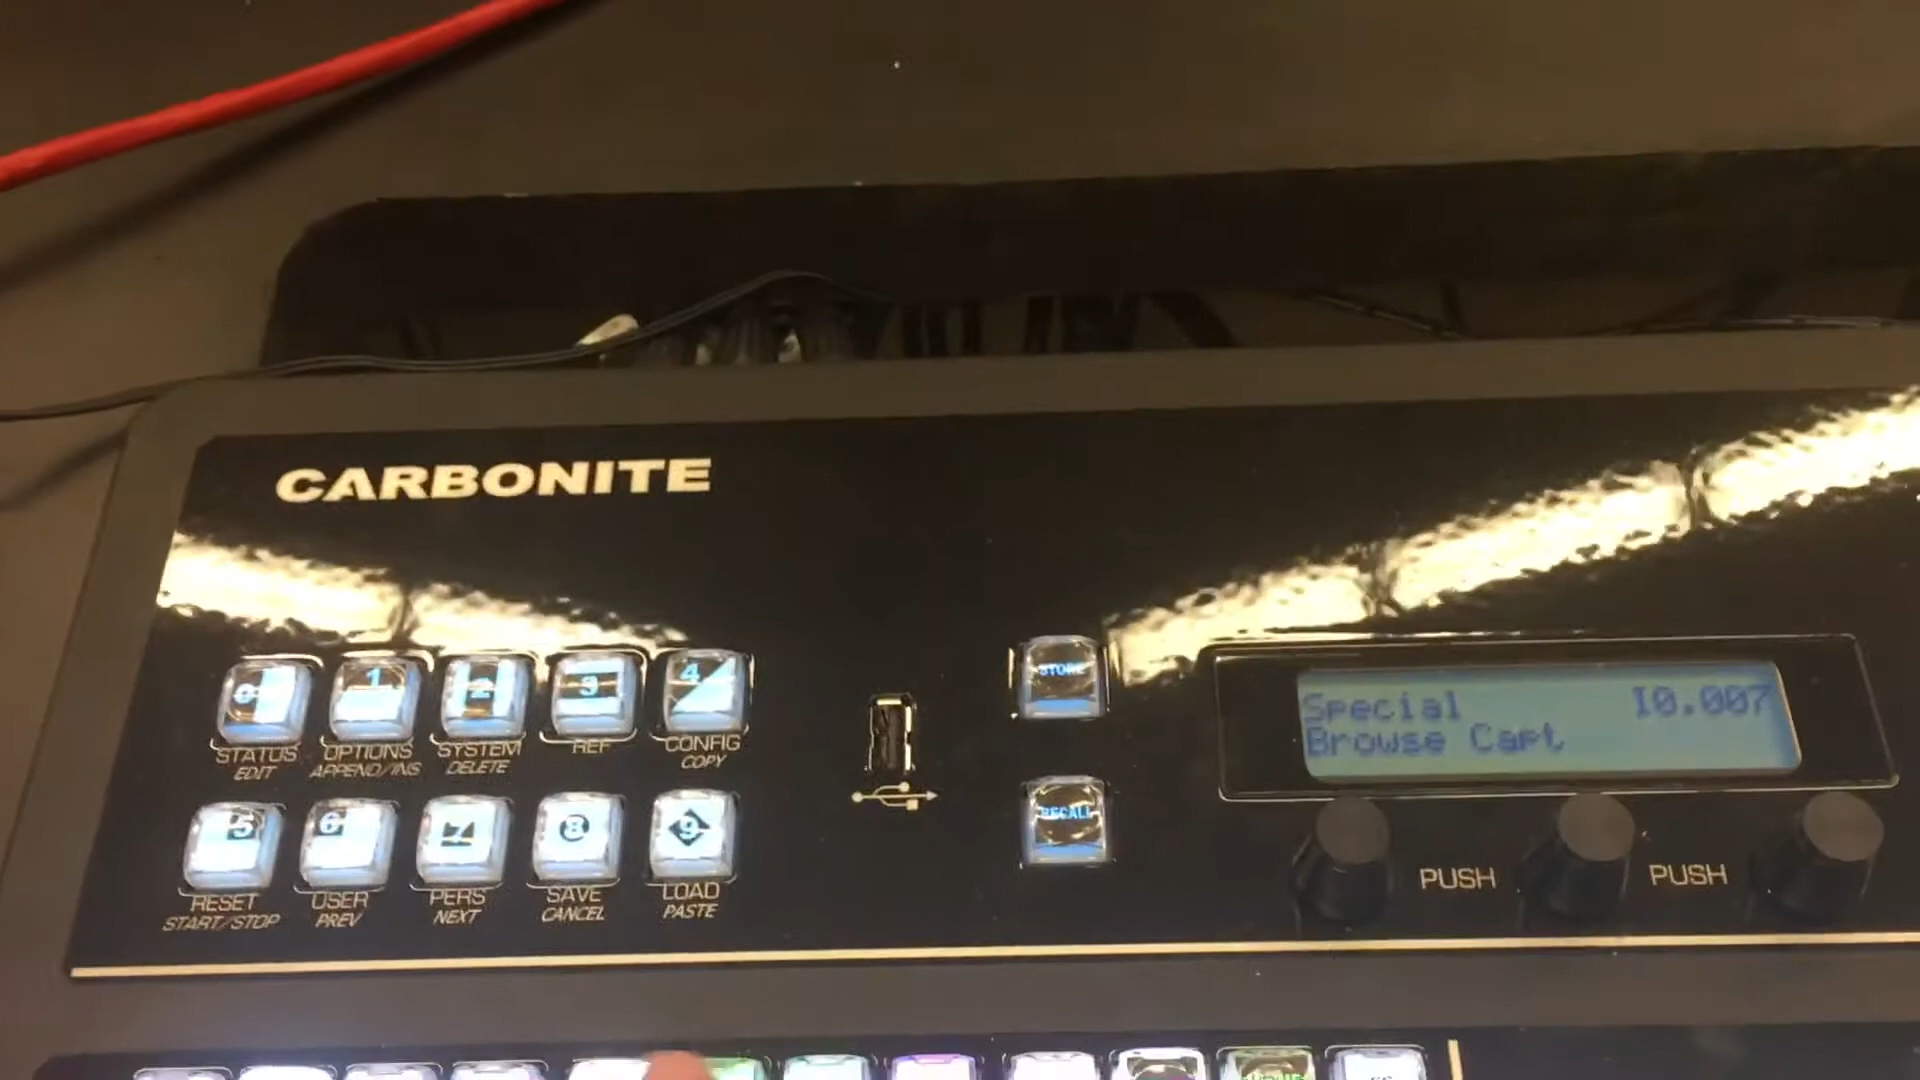 CARBONITE
0 1 2 3 4
STATUS OPTIONS SYSTEM REF CONFIG
EDIT APPEND/INS DELETE COPY
5 6 7 8 9
RESET USER PERS SAVE LOAD
START/STOP PREV NEXT CANCEL PASTE
STORE
RECALL
Special I0.007
Browse Capt
PUSH PUSH